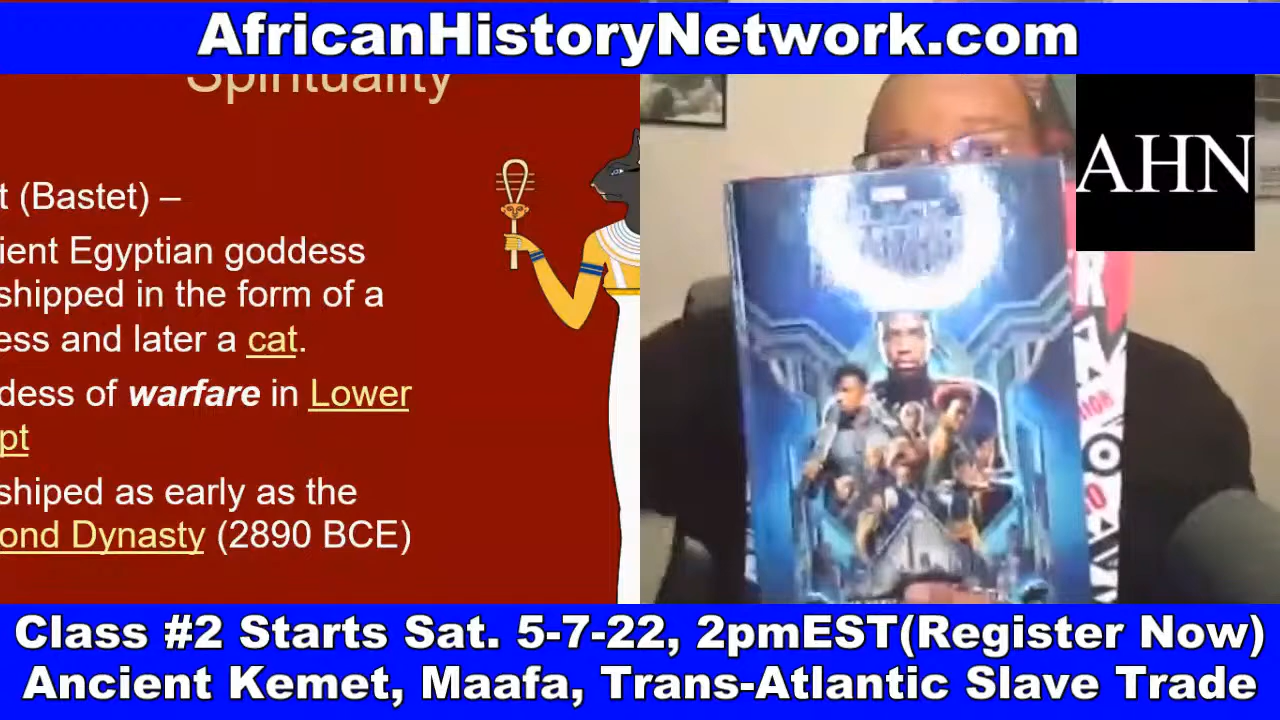 AfricanHistoryNetwork.com
Spirituality
AHN
t (Bastet) –
ient Egyptian goddess
shipped in the form of a
ess and later a cat.
dess of warfare in Lower
pt
shiped as early as the
ond Dynasty (2890 BCE)
Class #2 Starts Sat. 5-7-22, 2pmEST(Register Now)
Ancient Kemet, Maafa, Trans-Atlantic Slave Trade